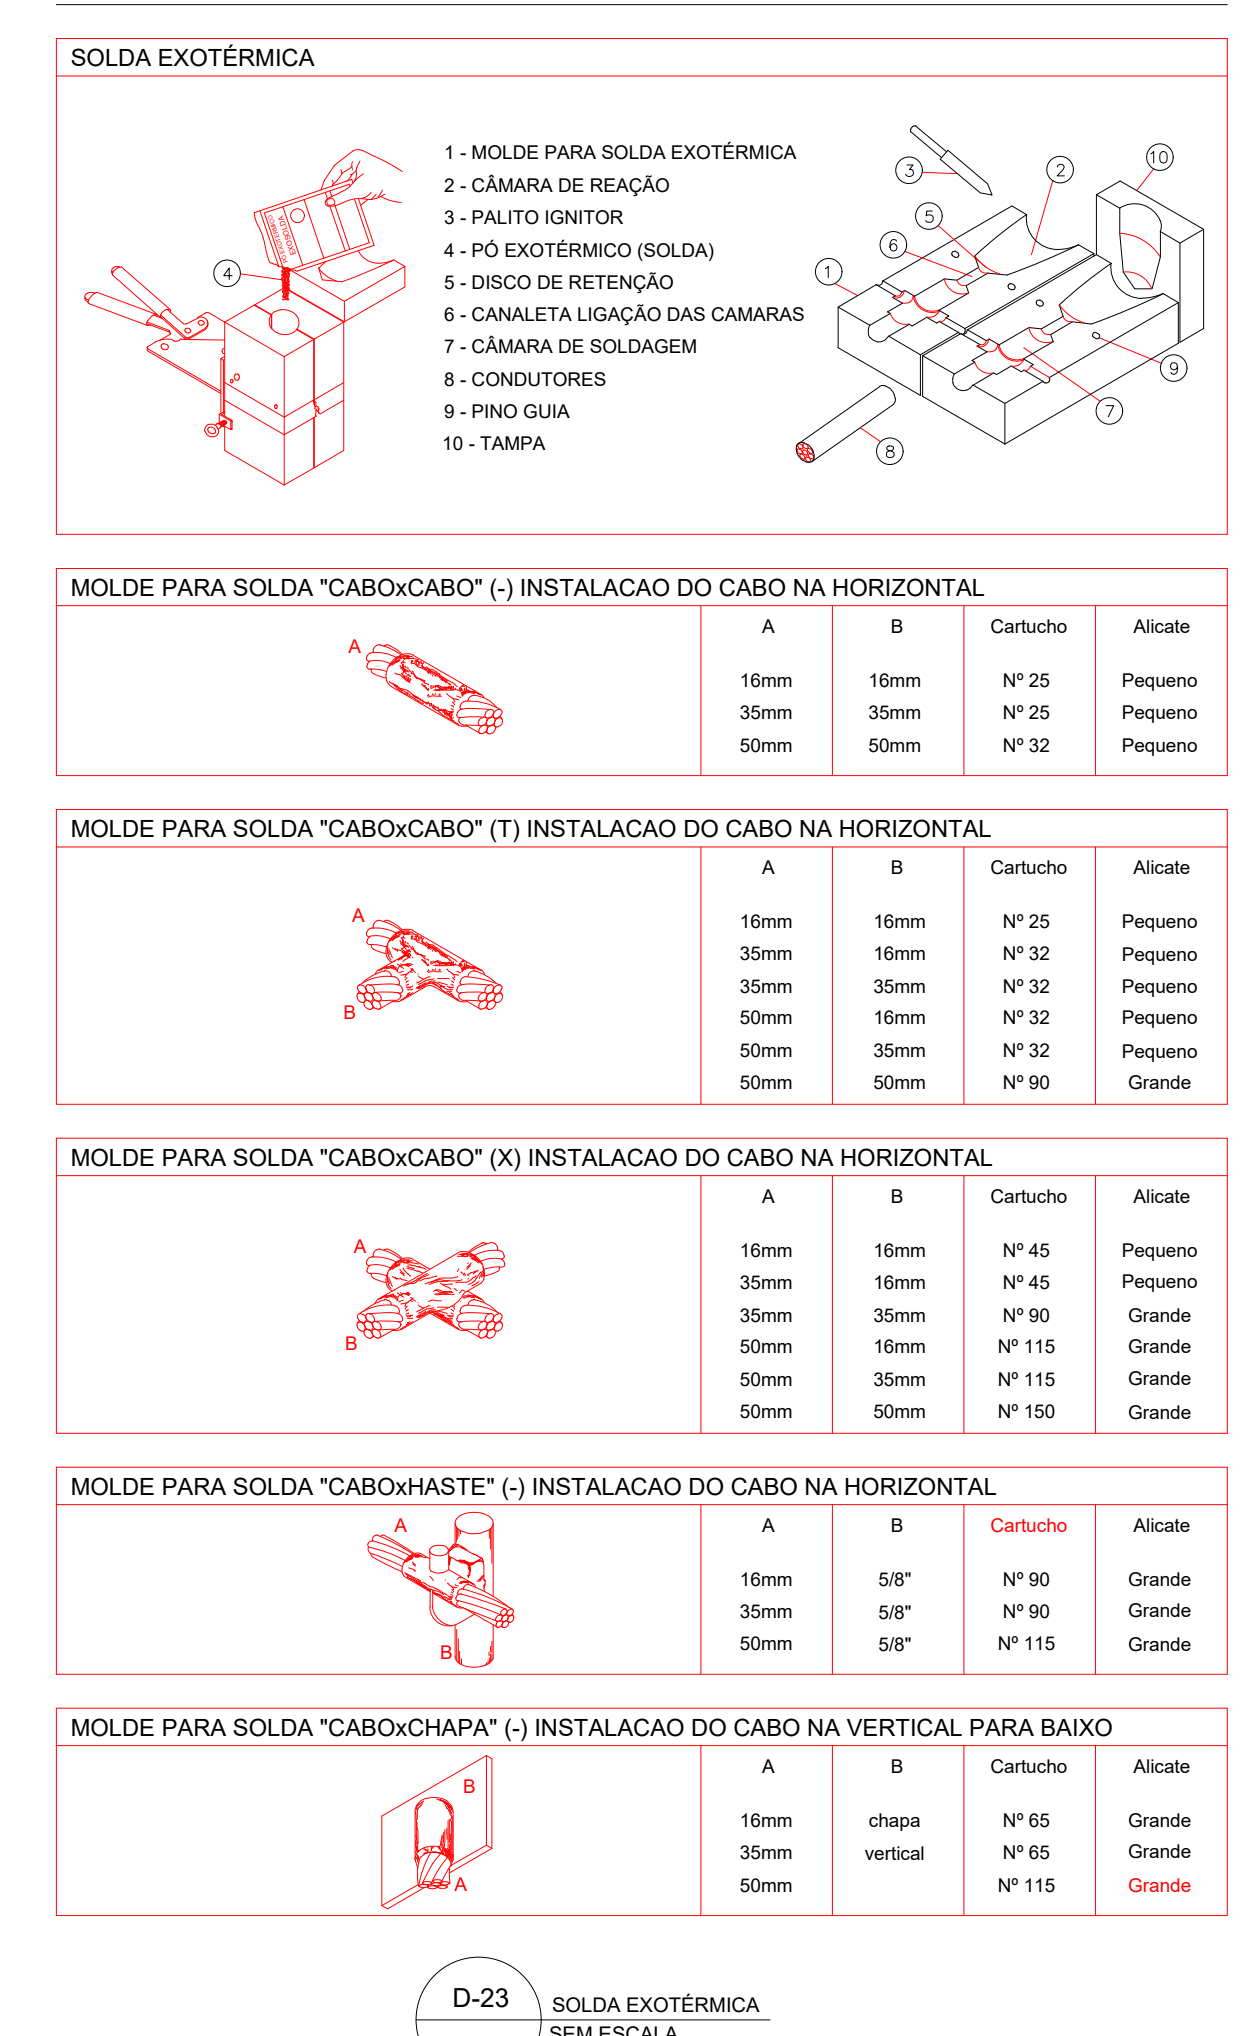 SOLDA EXOTÉRMICA
PÓ EXOTÉRMICO
EXOSOLDA
4
1 - MOLDE PARA SOLDA EXOTÉRMICA
2 - CÂMARA DE REAÇÃO
3 - PALITO IGNITOR
4 - PÓ EXOTÉRMICO (SOLDA)
5 - DISCO DE RETENÇÃO
6 - CANALETA LIGAÇÃO DAS CAMARAS
7 - CÂMARA DE SOLDAGEM
8 - CONDUTORES
9 - PINO GUIA
10 - TAMPA
10
3
2
5
6
1
9
7
8
MOLDE PARA SOLDA "CABOxCABO" (-) INSTALACAO DO CABO NA HORIZONTAL
A
A B Cartucho Alicate
16mm 16mm Nº 25 Pequeno
35mm 35mm Nº 25 Pequeno
50mm 50mm Nº 32 Pequeno
MOLDE PARA SOLDA "CABOxCABO" (T) INSTALACAO DO CABO NA HORIZONTAL
A
B
A B Cartucho Alicate
16mm 16mm Nº 25 Pequeno
35mm 16mm Nº 32 Pequeno
35mm 35mm Nº 32 Pequeno
50mm 16mm Nº 32 Pequeno
50mm 35mm Nº 32 Pequeno
50mm 50mm Nº 90 Grande
MOLDE PARA SOLDA "CABOxCABO" (X) INSTALACAO DO CABO NA HORIZONTAL
A
B
A B Cartucho Alicate
16mm 16mm Nº 45 Pequeno
35mm 16mm Nº 45 Pequeno
35mm 35mm Nº 90 Grande
50mm 16mm Nº 115 Grande
50mm 35mm Nº 115 Grande
50mm 50mm Nº 150 Grande
MOLDE PARA SOLDA "CABOxHASTE" (-) INSTALACAO DO CABO NA HORIZONTAL
A
B
A B Cartucho Alicate
16mm 5/8" Nº 90 Grande
35mm 5/8" Nº 90 Grande
50mm 5/8" Nº 115 Grande
MOLDE PARA SOLDA "CABOxCHAPA" (-) INSTALACAO DO CABO NA VERTICAL PARA BAIXO
B
A
A B Cartucho Alicate
16mm chapa Nº 65 Grande
35mm vertical Nº 65 Grande
50mm Nº 115 Grande
D-23
SOLDA EXOTÉRMICA
SEM ESCALA